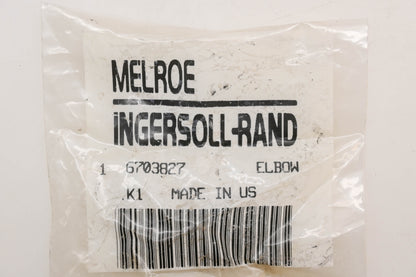 MELROE
INGERSOLL-RAND
1 6703827 ELBOW
K1 MADE IN US